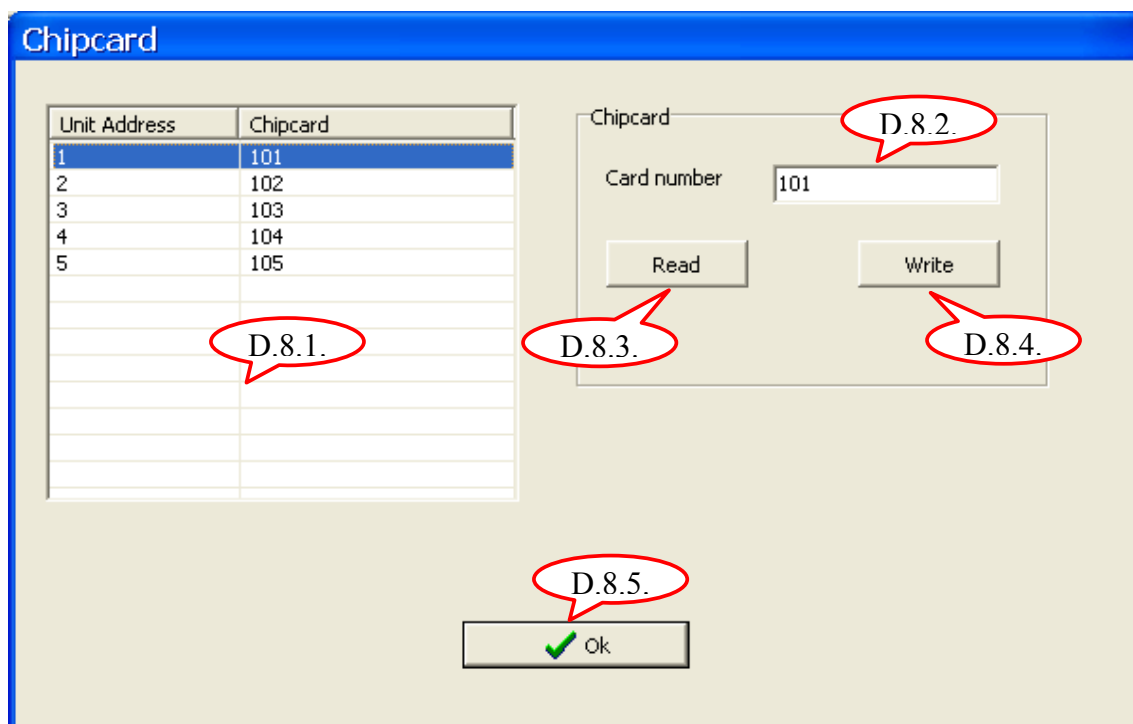 Chipcard
Unit Address Chipcard
1 101
2 102
3 103
4 104
5 105
D.8.1.
Chipcard
D.8.2.
Card number 101
Read Write
D.8.3. D.8.4.
D.8.5.
Ok